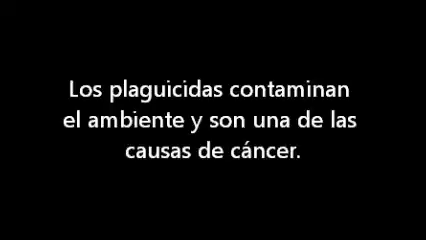 Los plaguicidas contaminan
el ambiente y son una de las
causas de cáncer.